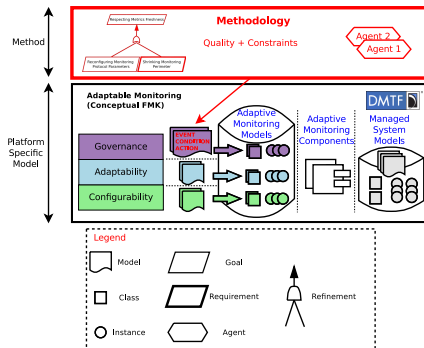 Method
Requesting Metrics Freshness
Reconfiguring Monitoring
Protocol Parameters
Shrinking Monitoring
Perimeter
Methodology
Quality + Constraints
Agent 2
Agent 1
Platform
Specific
Model
Adaptable Monitoring
(Conceptual FMK)
Governance
Adaptability
Configurability
EVENT
CONDITION
ACTION
Adaptive
Monitoring
Models
Adaptive
Monitoring
Components
DMTF
Managed
System
Models
Legend
Model
Goal
Class
Requirement
Refinement
Instance
Agent